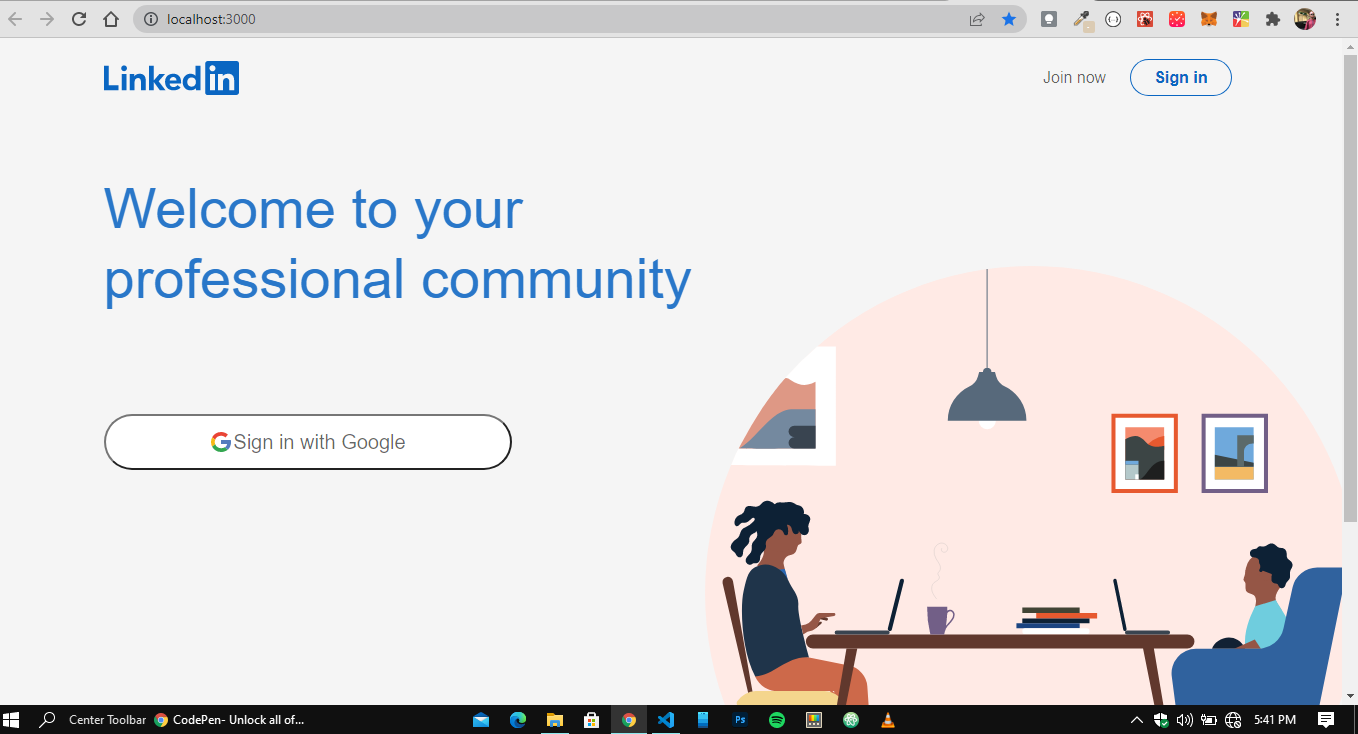 localhost:3000
Linkedin
Join now
Sign in
Welcome to your
professional community
Sign in with Google
Center Toolbar
CodePen- Unlock all of...
Ps
5:41 PM